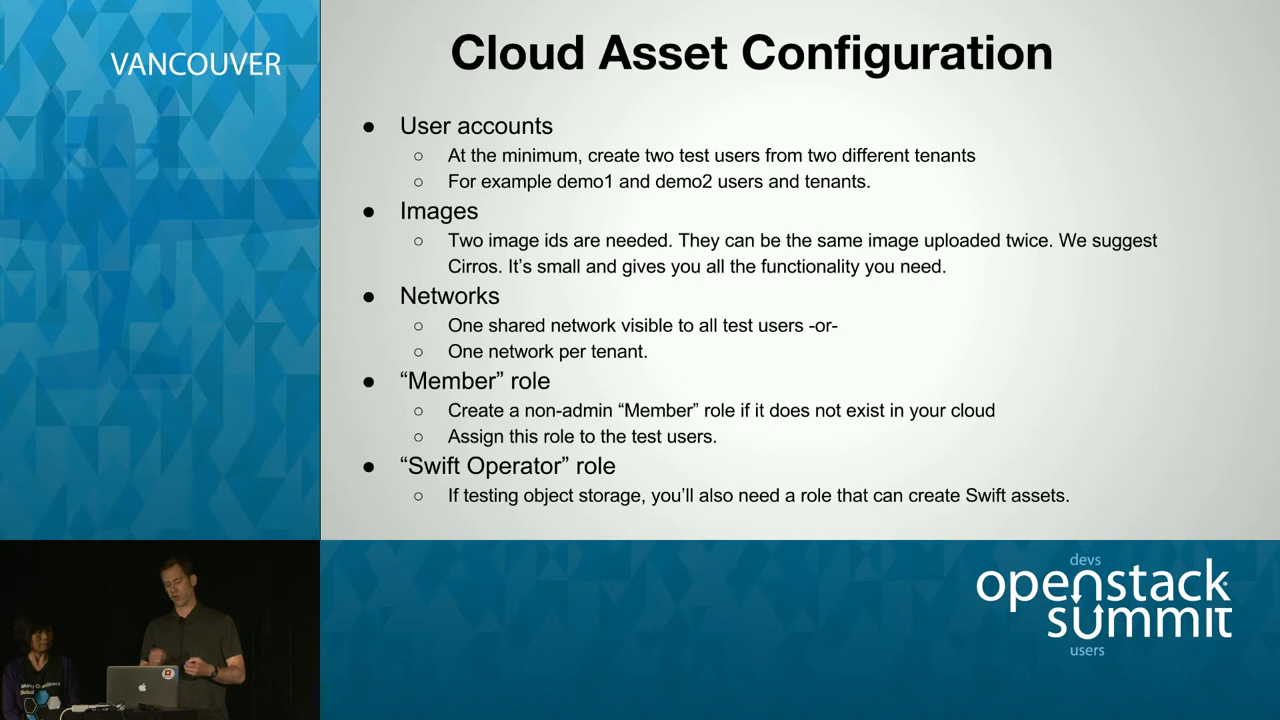 VANCOUVER
Cloud Asset Configuration
● User accounts
○ At the minimum, create two test users from two different tenants
○ For example demo1 and demo2 users and tenants.
● Images
○ Two image ids are needed. They can be the same image uploaded twice. We suggest
Cirros. It's small and gives you all the functionality you need.
● Networks
○ One shared network visible to all test users -or-
○ One network per tenant.
● “Member” role
○ Create a non-admin “Member” role if it does not exist in your cloud
○ Assign this role to the test users.
● “Swift Operator” role
○ If testing object storage, you'll also need a role that can create Swift assets.
devs
openstack
summit
users